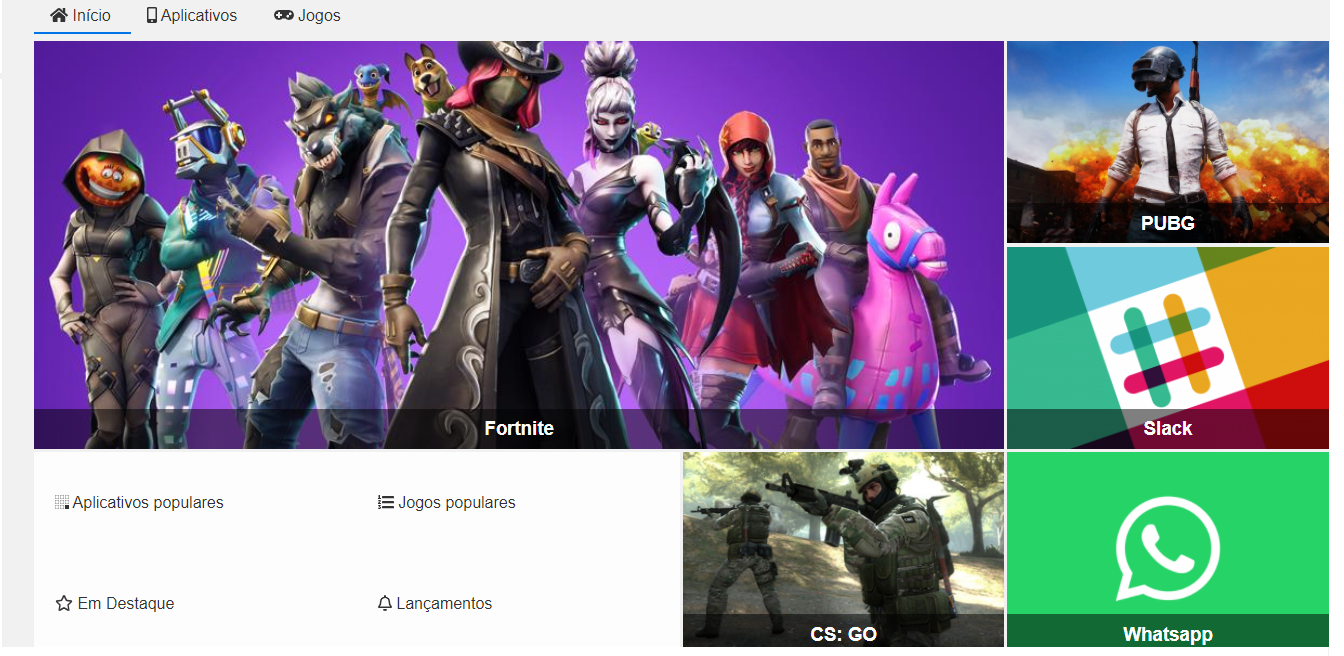 Início
Aplicativos
Jogos
Fortnite
PUBG
Slack
Aplicativos populares
Jogos populares
Em Destaque
Lançamentos
CS: GO
Whatsapp